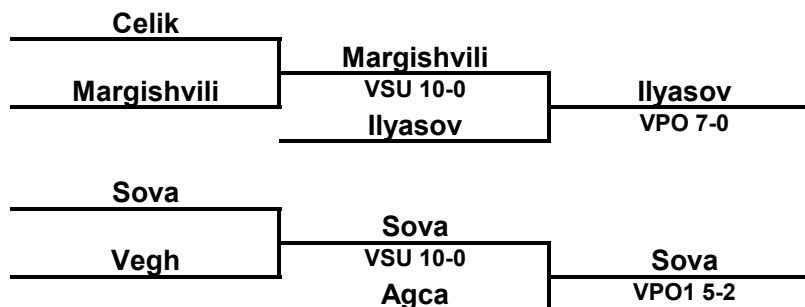 Celik
Margishvili
Margishvili
VSU 10-0
Ilyasov
Ilyasov
VPO 7-0
Sova
Vegh
Sova
VSU 10-0
Agca
Sova
VPO1 5-2